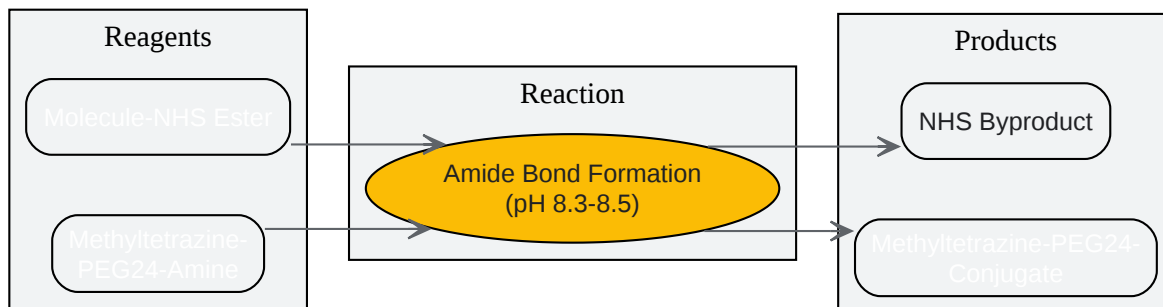 Reagents
Molecule-NHS Ester
Methyltetrazine-
PEG24-Amine
Reaction
Amide Bond Formation
(pH 8.3-8.5)
Products
NHS Byproduct
Methyltetrazine-PEG24-
Conjugate